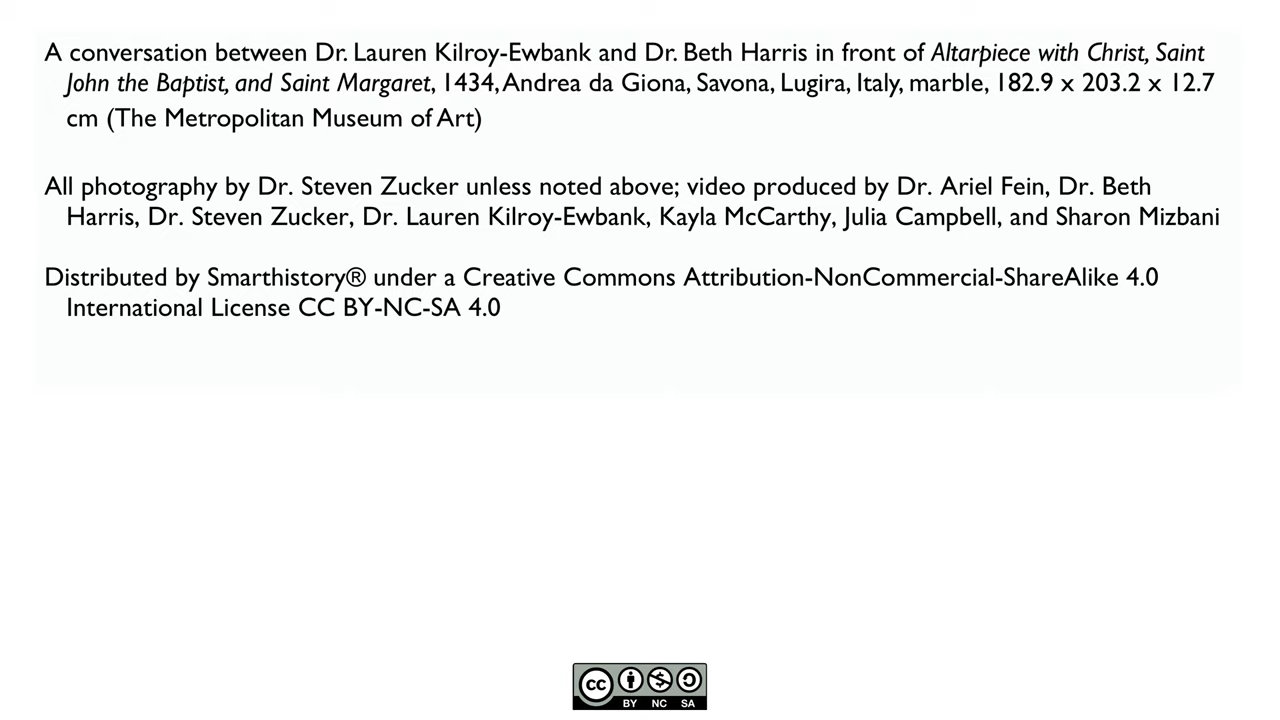 A conversation between Dr. Lauren Kilroy-Ewbank and Dr. Beth Harris in front of Altarpiece with Christ, Saint
John the Baptist, and Saint Margaret, 1434, Andrea da Giona, Savona, Lugira, Italy, marble, 182.9 x 203.2 x 12.7
cm (The Metropolitan Museum of Art)
All photography by Dr. Steven Zucker unless noted above; video produced by Dr. Ariel Fein, Dr. Beth
Harris, Dr. Steven Zucker, Dr. Lauren Kilroy-Ewbank, Kayla McCarthy, Julia Campbell, and Sharon Mizbani
Distributed by Smarthistory® under a Creative Commons Attribution-NonCommercial-ShareAlike 4.0
International License CC BY-NC-SA 4.0
cc
BY NC SA